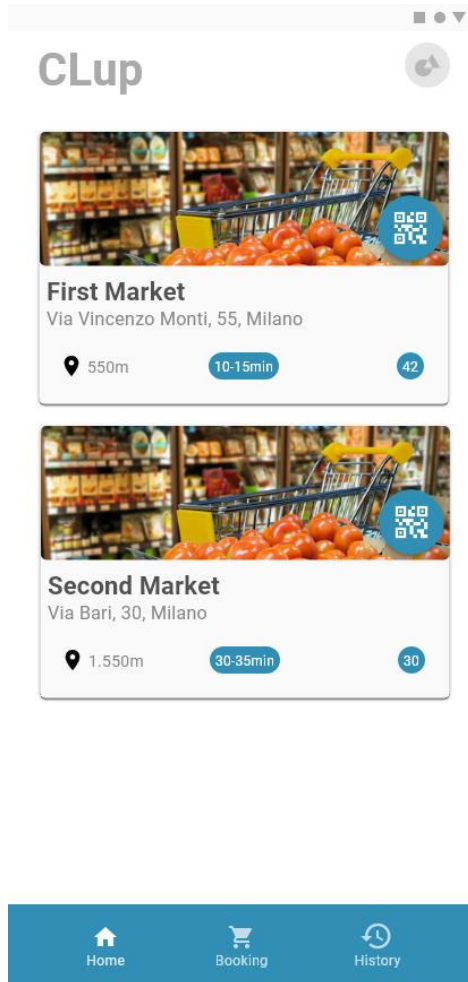 CLup
First Market
Via Vincenzo Monti, 55, Milano
550m 10-15min 42
Second Market
Via Bari, 30, Milano
1.550m 30-35min 30
Home Booking History